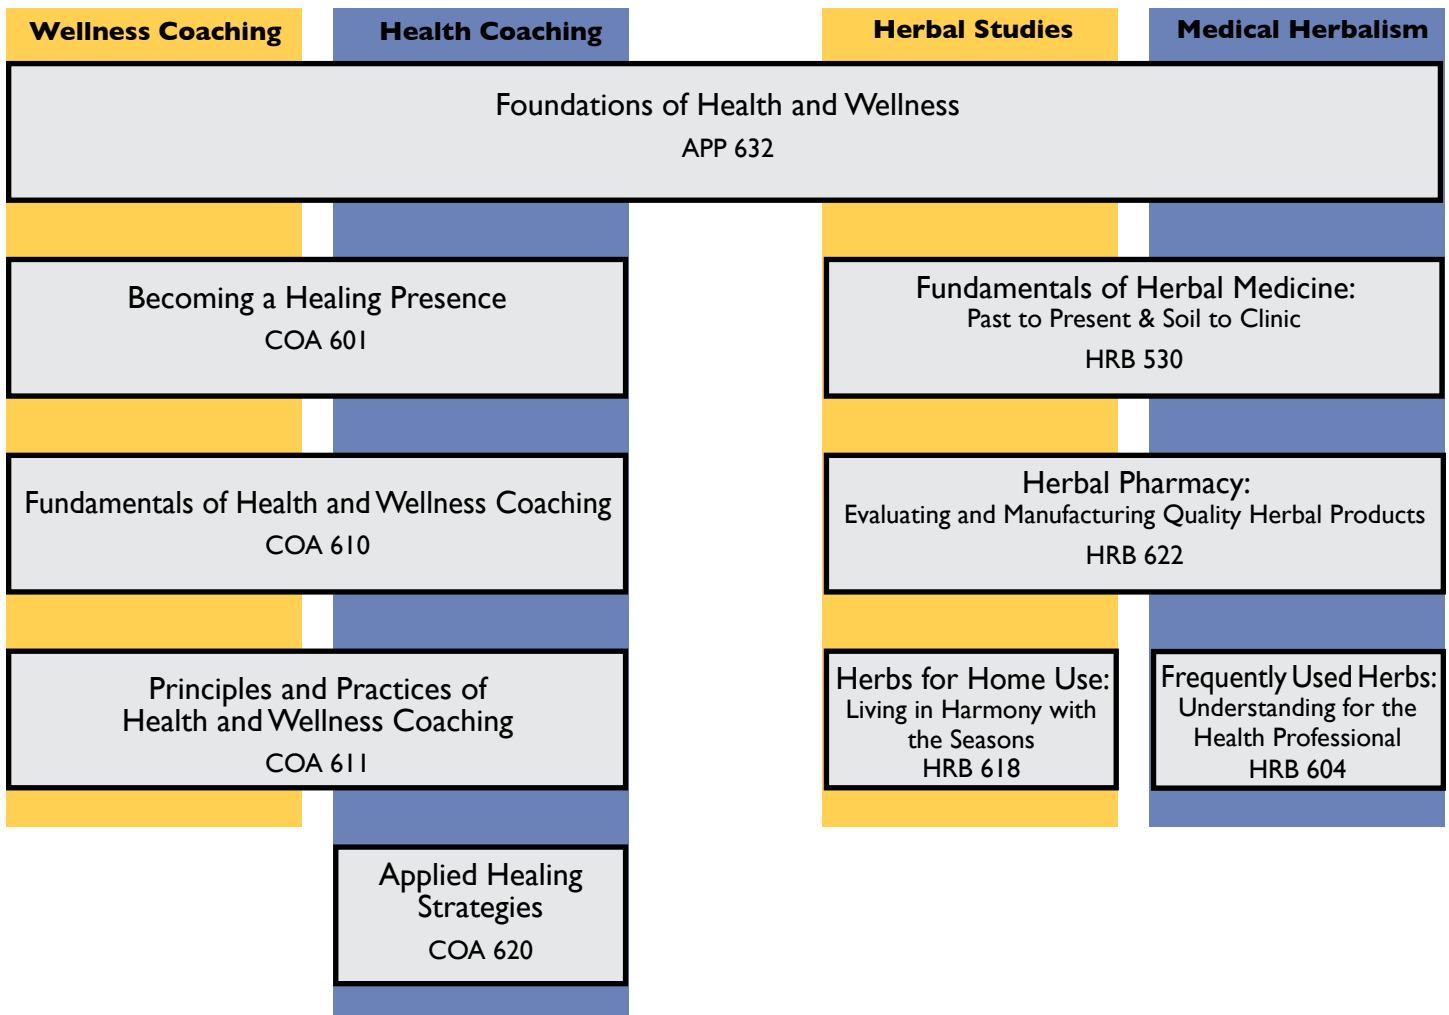 Wellness Coaching
Health Coaching
Herbal Studies
Medical Herbalism
Foundations of Health and Wellness
APP 632
Becoming a Healing Presence
COA 601
Fundamentals of Herbal Medicine:
Past to Present & Soil to Clinic
HRB 530
Fundamentals of Health and Wellness Coaching
COA 610
Herbal Pharmacy:
Evaluating and Manufacturing Quality Herbal Products
HRB 622
Principles and Practices of
Health and Wellness Coaching
COA 611
Herbs for Home Use:
Living in Harmony with
the Seasons
HRB 618
Frequently Used Herbs:
Understanding for the
Health Professional
HRB 604
Applied Healing
Strategies
COA 620